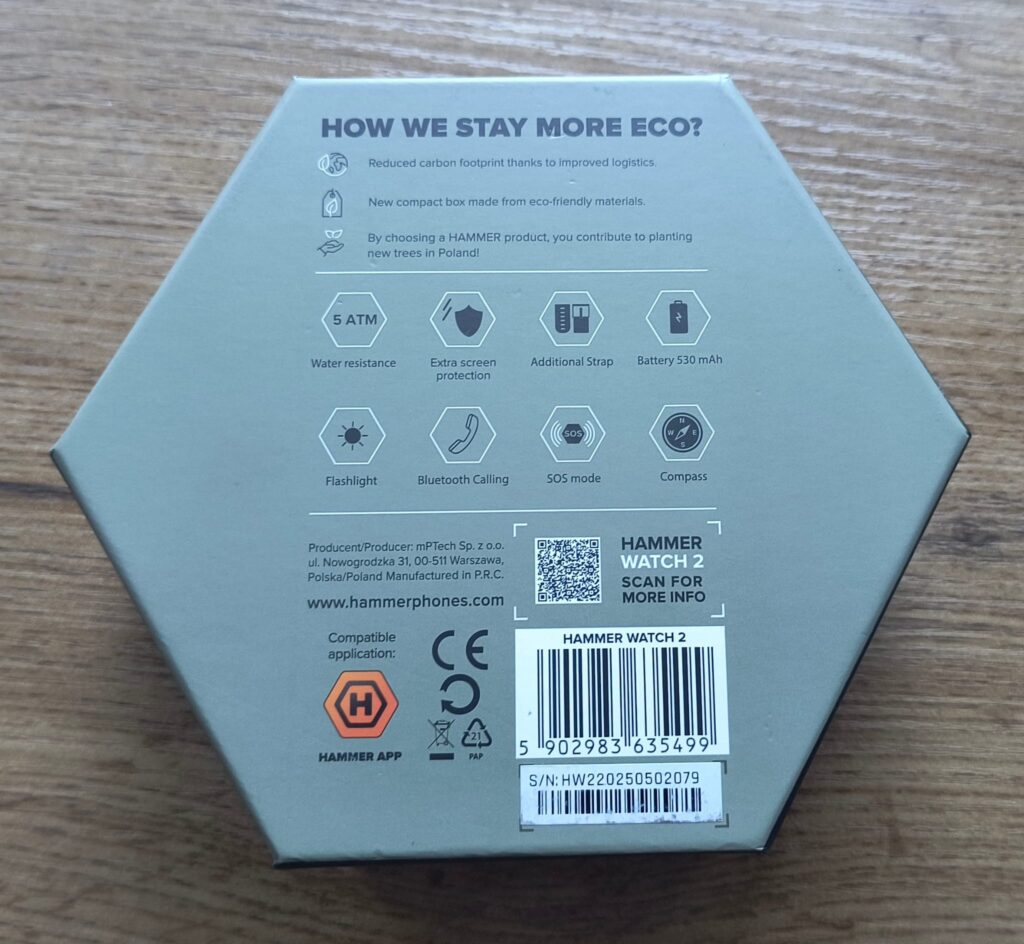 HOW WE STAY MORE ECO?
Reduced carbon footprint thanks to improved logistics.
New compact box made from eco-friendly materials.
By choosing a HAMMER product, you contribute to planting
new trees in Poland!
5 ATM
Water resistance
Extra screen
protection
Additional Strap
Battery 530 mAh
Flashlight
Bluetooth Calling
SOS
SOS mode
N
W E
S
Compass
Producent/Producer: mPTech Sp. z o.o.
ul. Nowogrodzka 31, 00-511 Warszawa,
Polska/Poland Manufactured in P.R.C.
www.hammerphones.com
HAMMER
WATCH 2
SCAN FOR
MORE INFO
Compatible
application:
H
HAMMER APP
CE
21
PAP
HAMMER WATCH 2
5 902983 635499
S/N: HW220250502079